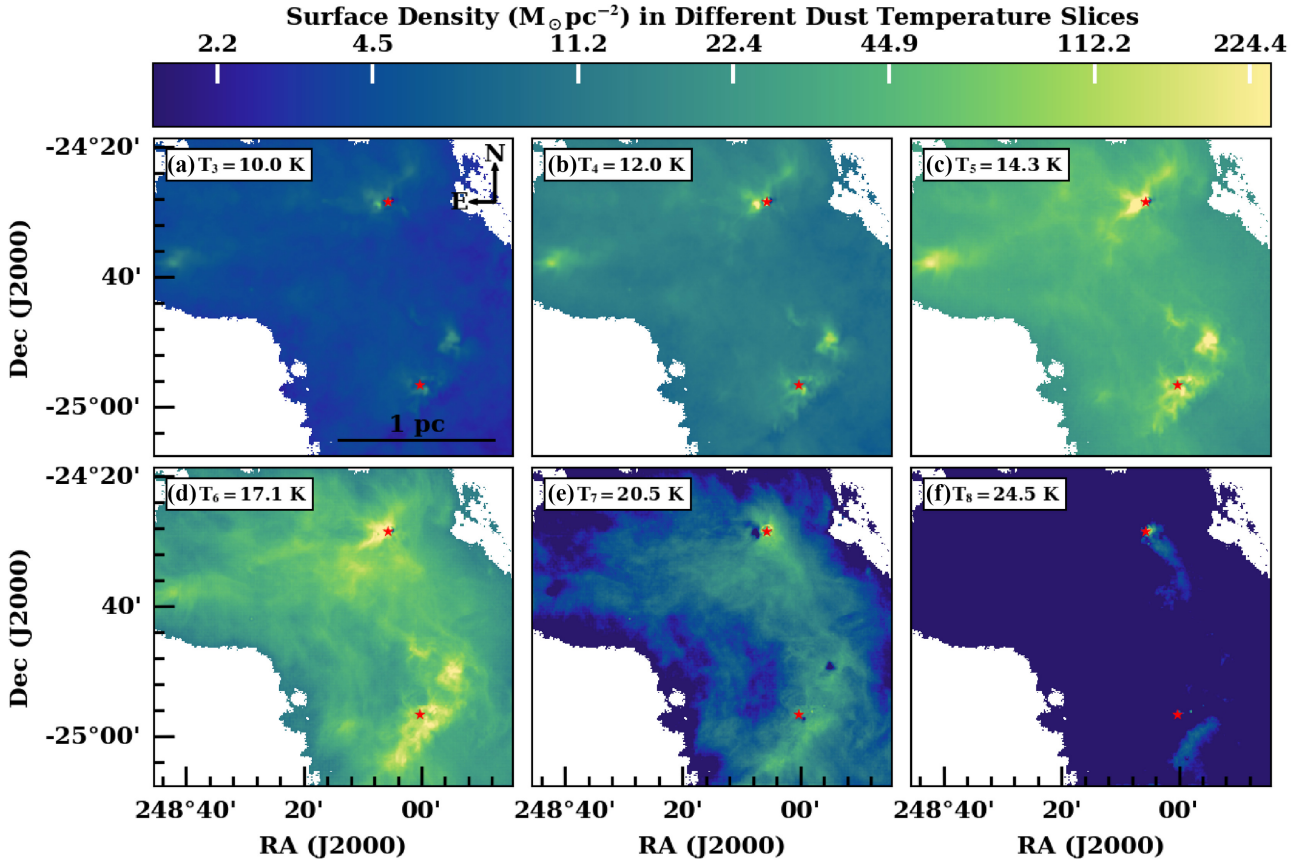 Surface Density (M⊙pc⁻²) in Different Dust Temperature Slices
2.2 4.5 11.2 22.4 44.9 112.2 224.4
-24°20'
40'
-25°00'
Dec (J2000)
(a) T₃ = 10.0 K
N
E
1 pc
(b) T₄ = 12.0 K
(c) T₅ = 14.3 K
-24°20'
40'
-25°00'
Dec (J2000)
(d) T₆ = 17.1 K
(e) T₇ = 20.5 K
(f) T₈ = 24.5 K
248°40' 20' 00' 248°40' 20' 00' 248°40' 20' 00'
RA (J2000) RA (J2000) RA (J2000)